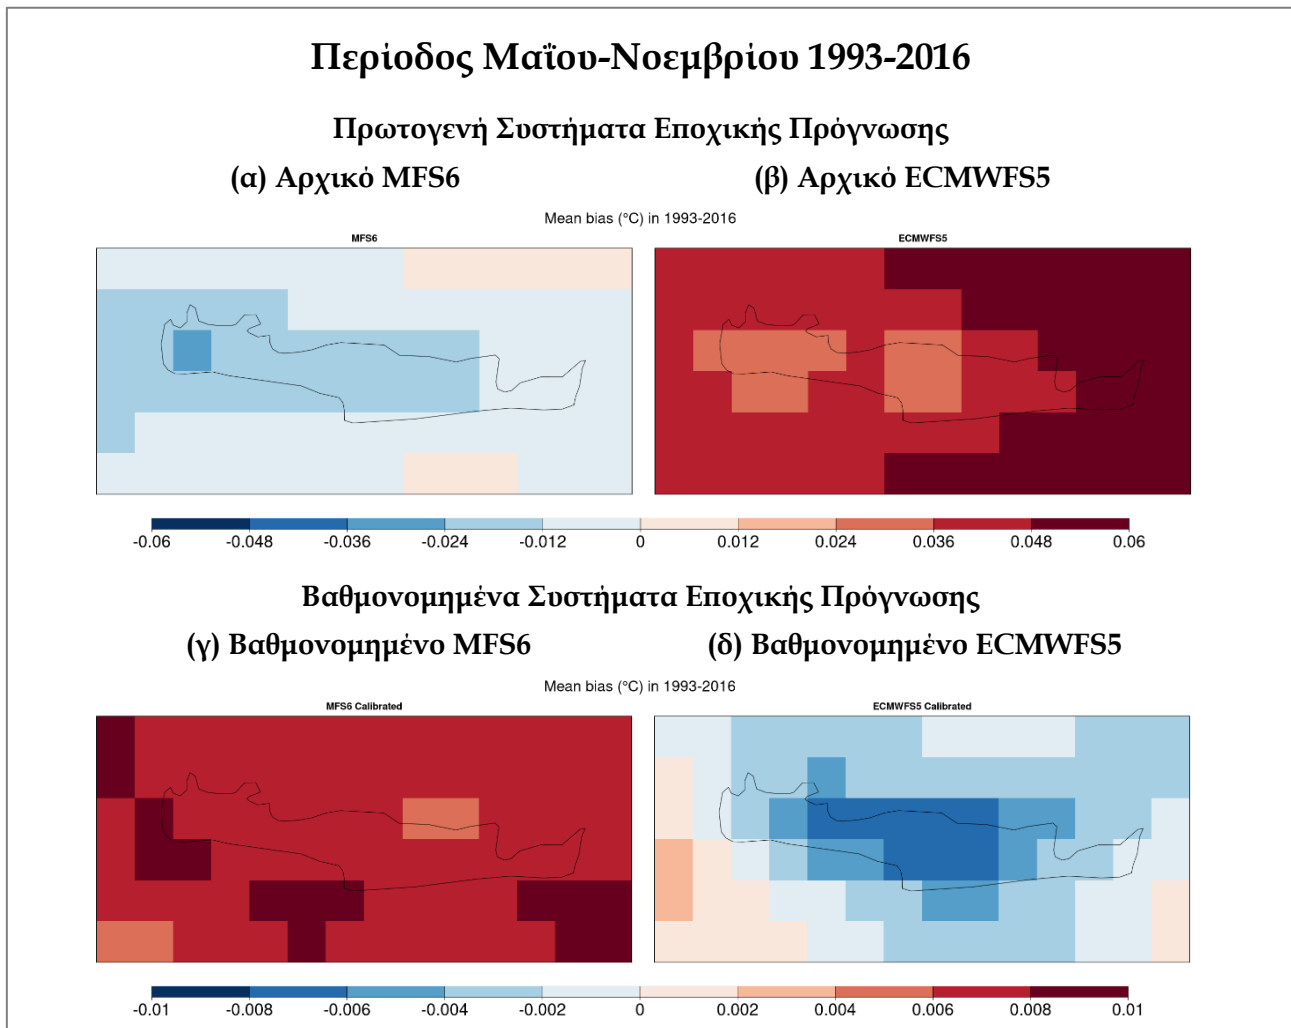 Περίοδος Μαΐου-Νοεμβρίου 1993-2016
Πρωτογενή Συστήματα Εποχικής Πρόγνωσης
(α) Αρχικό MFS6 (β) Αρχικό ECMWFS5
Mean bias (°C) in 1993-2016
MFS6 ECMWFS5
-0.06 -0.048 -0.036 -0.024 -0.012 0 0.012 0.024 0.036 0.048 0.06
Βαθμονομημένα Συστήματα Εποχικής Πρόγνωσης
(γ) Βαθμονομημένο MFS6 (δ) Βαθμονομημένο ECMWFS5
Mean bias (°C) in 1993-2016
MFS6 Calibrated ECMWFS5 Calibrated
-0.01 -0.008 -0.006 -0.004 -0.002 0 0.002 0.004 0.006 0.008 0.01